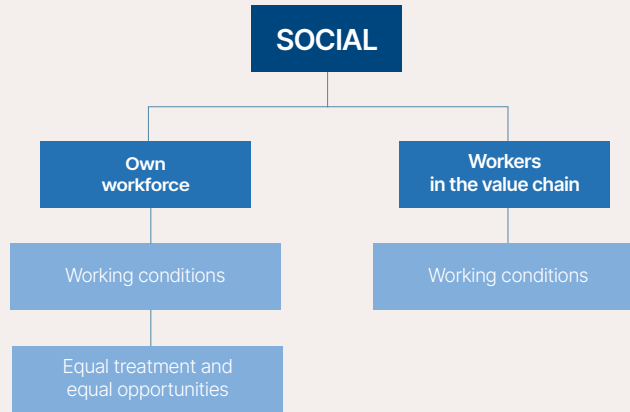 SOCIAL
Own
workforce
Workers
in the value chain
Working conditions
Working conditions
Equal treatment and
equal opportunities